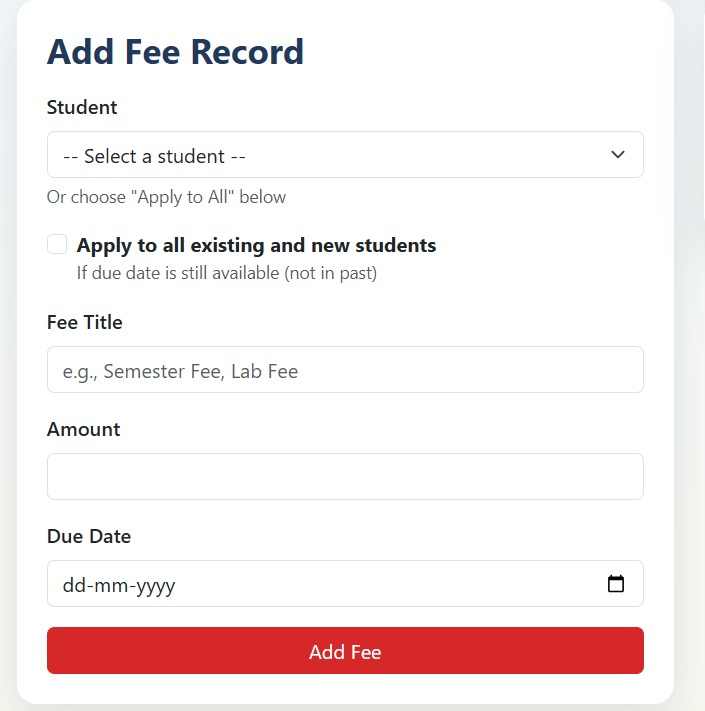 Add Fee Record
Student
-- Select a student --
Or choose "Apply to All" below
Apply to all existing and new students
If due date is still available (not in past)
Fee Title
e.g., Semester Fee, Lab Fee
Amount
Due Date
dd-mm-yyyy
Add Fee